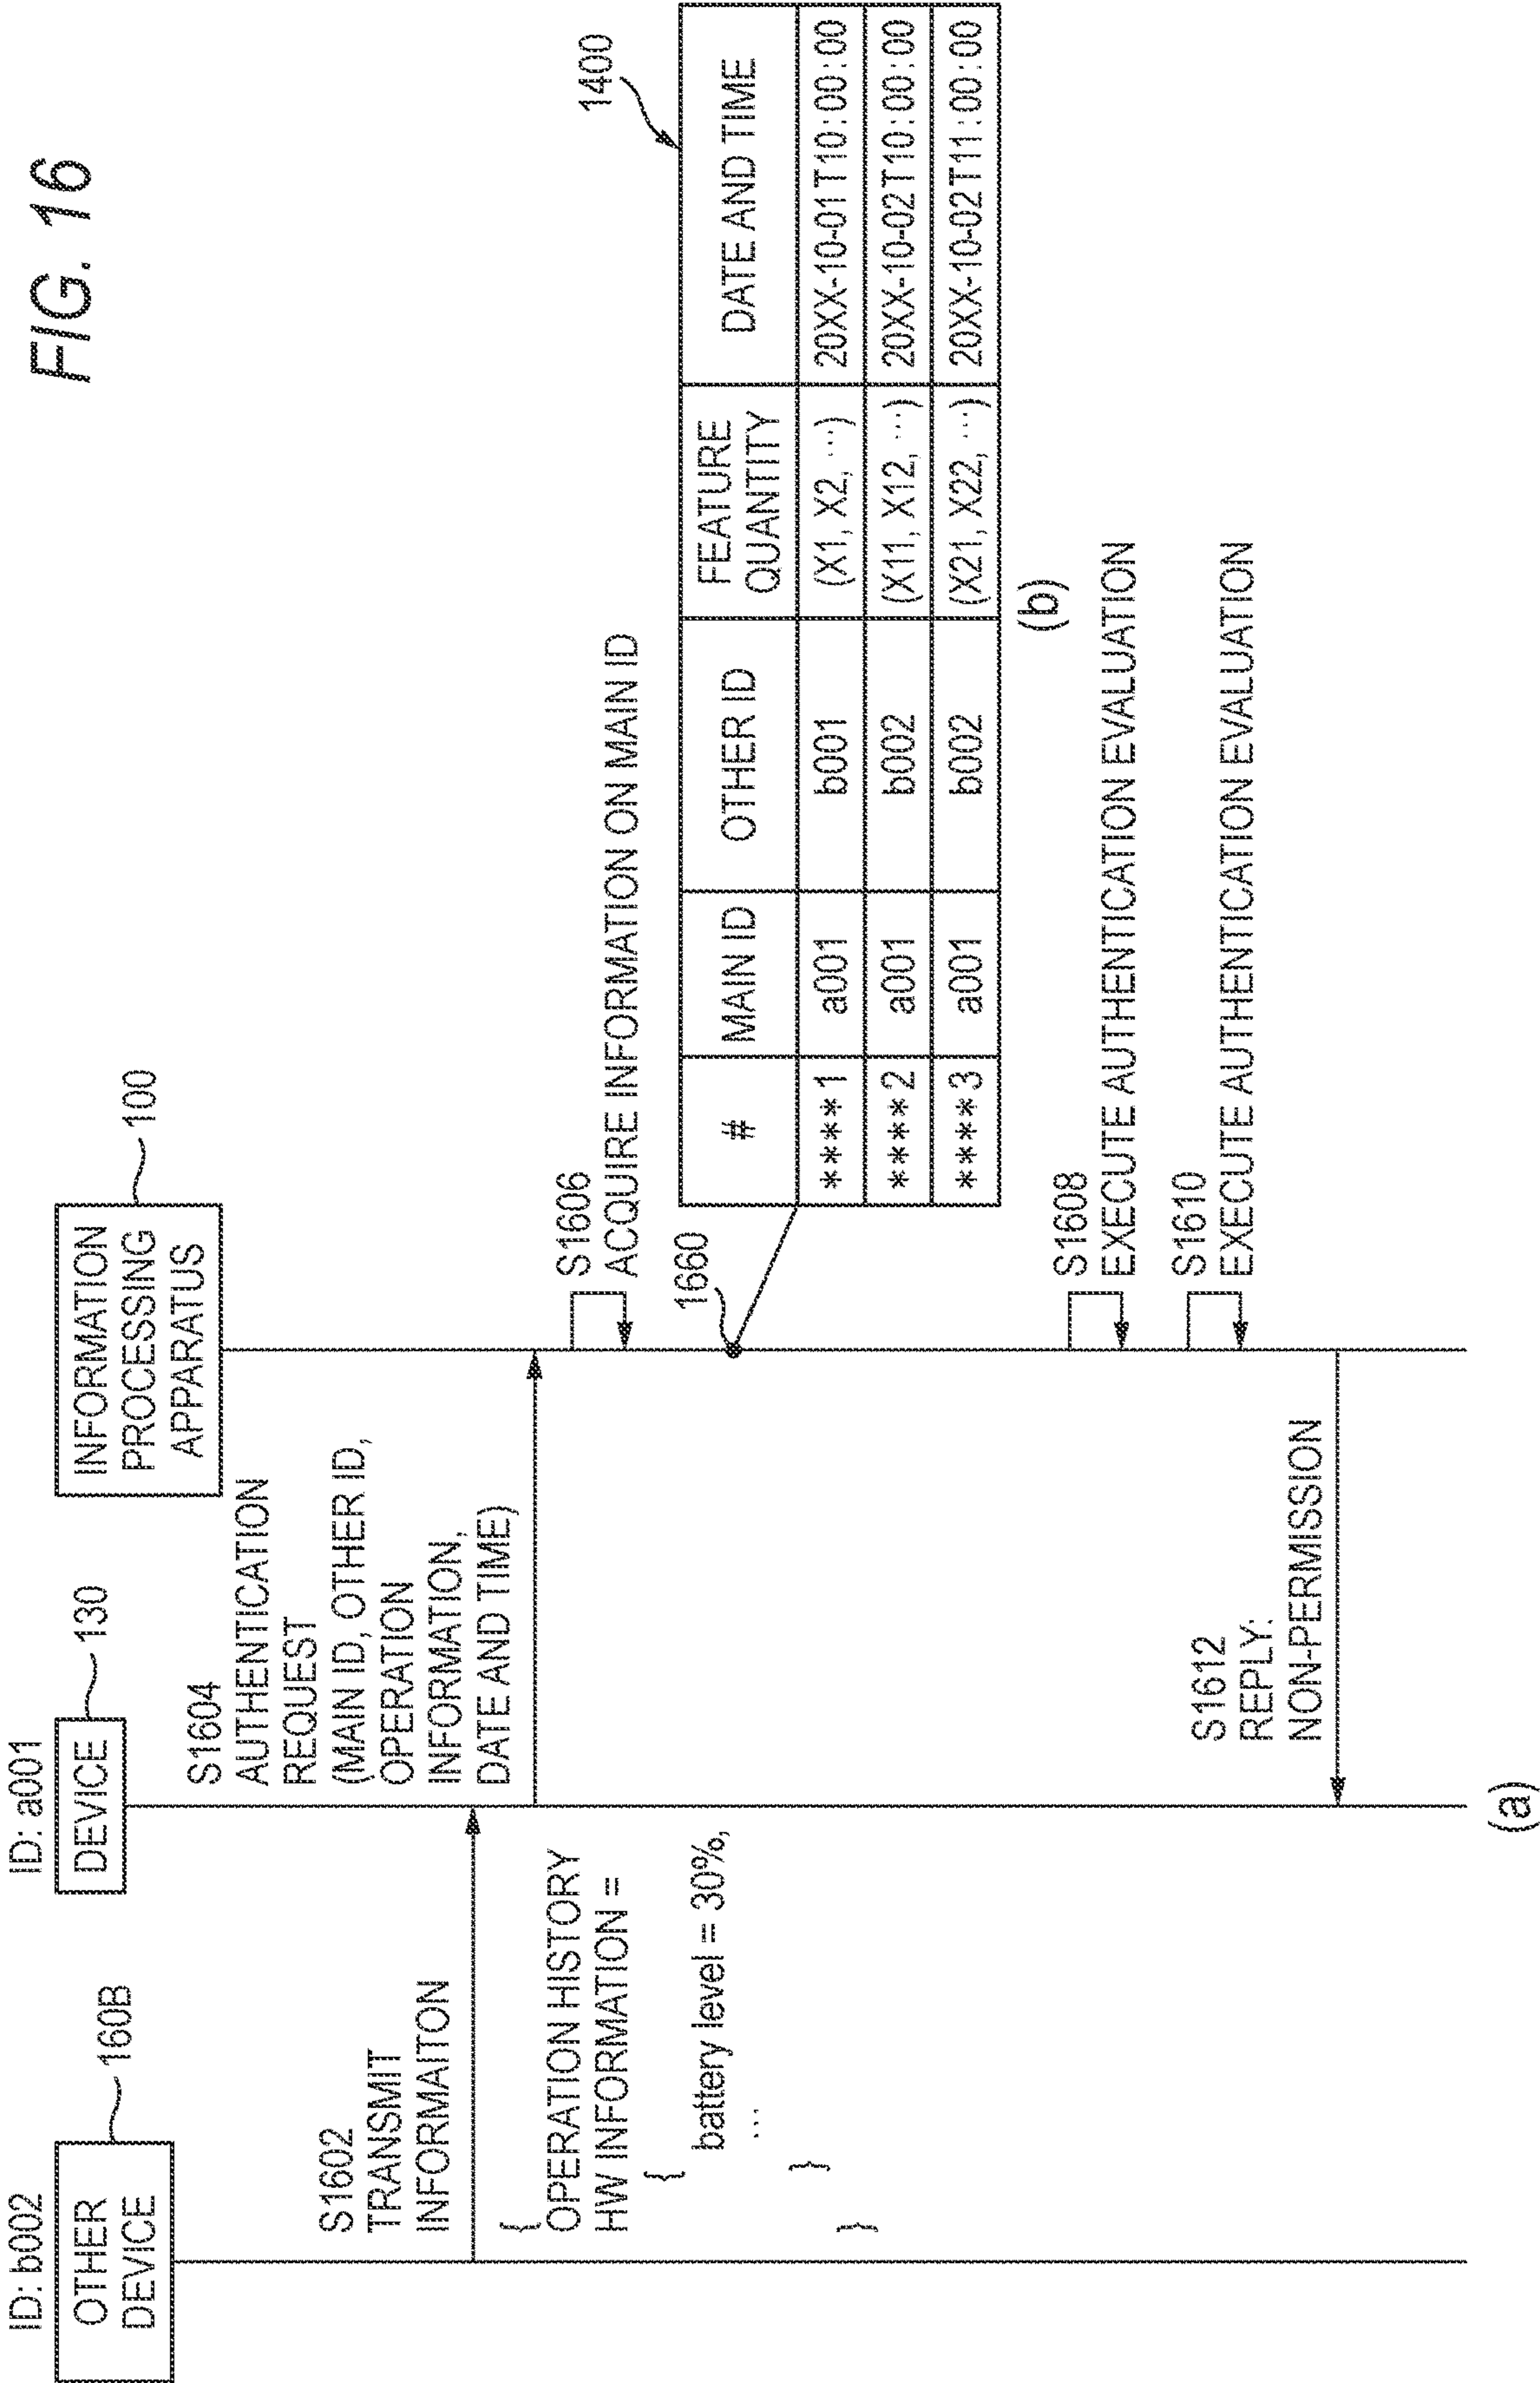 FIG. 16
ID: b002
OTHER
DEVICE
160B
ID: a001
DEVICE
130
INFORMATION
PROCESSING
APPARATUS
100
S1602
TRANSMIT
INFORMAITON
{
OPERATION HISTORY
HW INFORMATION =
{
battery level = 30%,
...
}
}
S1604
AUTHENTICATION
REQUEST
(MAIN ID, OTHER ID,
OPERATION
INFORMATION,
DATE AND TIME)
S1606
ACQUIRE INFORMATION ON MAIN ID
1660
1400
# MAIN ID OTHER ID FEATURE QUANTITY DATE AND TIME
****1 a001 b001 (X1, X2, ...) 20XX-10-01T10:00:00
****2 a001 b002 (X11, X12, ...) 20XX-10-02T10:00:00
****3 a001 b002 (X21, X22, ...) 20XX-10-02T11:00:00
(b)
S1608
EXECUTE AUTHENTICATION EVALUATION
S1610
EXECUTE AUTHENTICATION EVALUATION
S1612
REPLY:
NON-PERMISSION
(a)